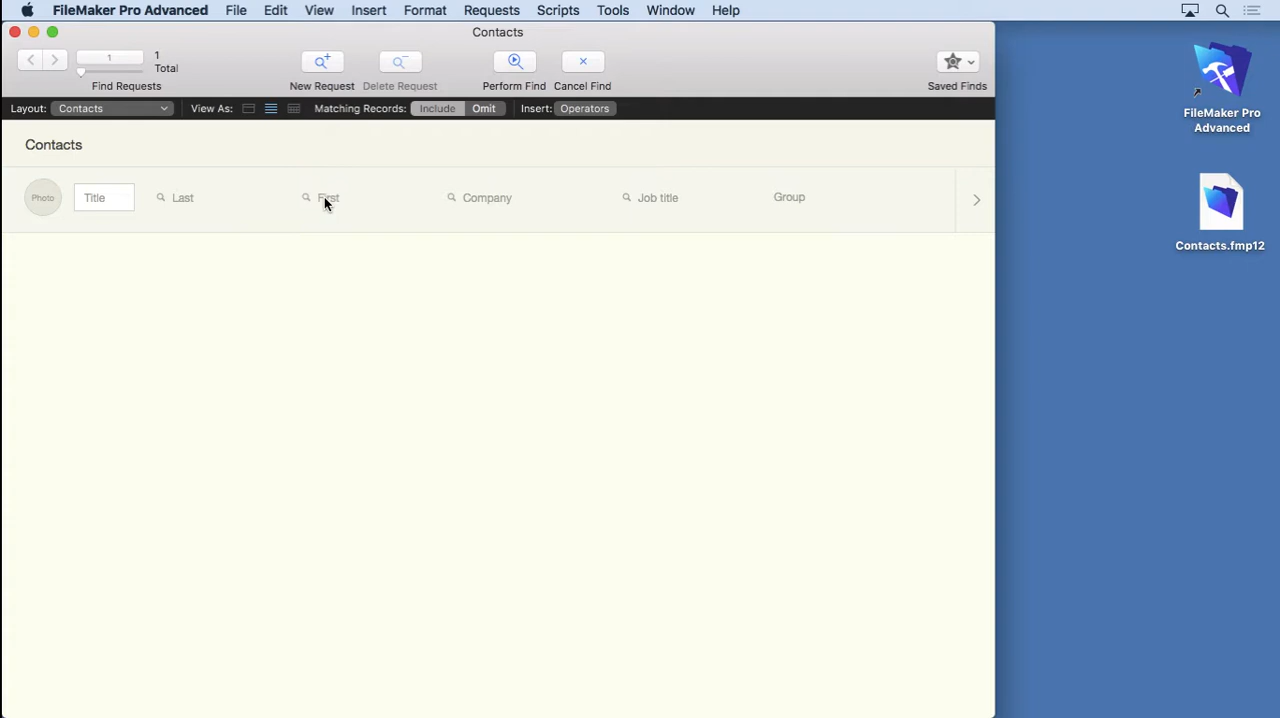 FileMaker Pro Advanced File Edit View Insert Format Requests Scripts Tools Window Help
Contacts
1 1 Total
Find Requests New Request Delete Request Perform Find Cancel Find Saved Finds
Layout: Contacts View As: Matching Records: Include Omit Insert: Operators
Contacts
Photo Title Last First Company Job title Group
FileMaker Pro
Advanced
Contacts.fmp12